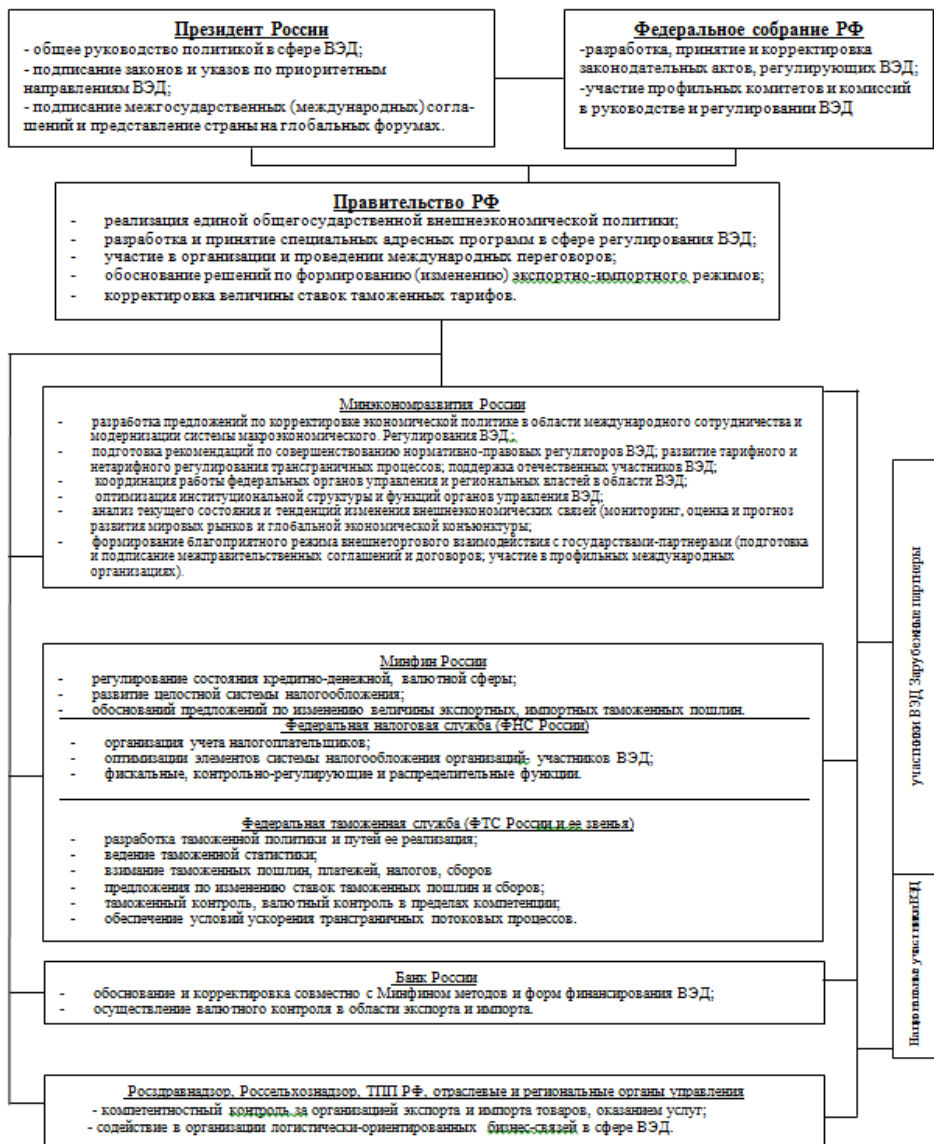 Президент России
- общее руководство политикой в сфере ВЭД;
- подписание законов и указов по приоритетным
направлениям ВЭД;
- подписание межгосударственных (международных) согла-
шений и представление страны на глобальных форумах.
Федеральное собрание РФ
-разработка, принятие и корректировка
законодательных актов, регулирующих ВЭД;
-участие профильных комитетов и комиссий
в руководстве и регулировании ВЭД
Правительство РФ
- реализация единой общегосударственной внешнеэкономической политики;
- разработка и принятие специальных адресных программ в сфере регулирования ВЭД;
- участие в организации и проведении международных переговоров;
- обоснование решений по формированию (изменению) экспортно-импортного режимов;
- корректировка величины ставок таможенных тарифов.
Минэкономразвития России
- разработка предложений по корректировке экономической политике в области международного сотрудничества и
модернизации системы макроэкономического. Регулирования ВЭД.;
- подготовка рекомендаций по совершенствованию нормативно-правовых регуляторов ВЭД; развитие тарифного и
нетарифного регулирования трансграничных процессов; поддержка отечественных участников ВЭД;
- координация работы федеральных органов управления и региональных властей в области ВЭД;
- оптимизация институциональной структуры и функций органов управления ВЭД;
- анализ текущего состояния и тенденций изменения внешнеэкономических связей (мониторинг, оценка и прогноз
развития мировых рынков и глобальной экономической конъюнктуры;
- формирование благоприятного режима внешнеторгового взаимодействия с государствами-партнерами (подготовка
и подписание межправительственных соглашений и договоров; участие в профильных международных
организациях).
Минфин России
- регулирование состояния кредитно-денежной, валютной сферы;
- развитие целостной системы налогообложения;
- обоснований предложений по изменению величины экспортных, импортных таможенных пошлин.
Федеральная налоговая служба (ФНС России)
- организация учета налогоплательщиков;
- оптимизации элементов системы налогообложения организаций- участников ВЭД;
- фискальные, контрольно-регулирующие и распределительные функции.
Федеральная таможенная служба (ФТС России и ее звенья)
- разработка таможенной политики и путей ее реализация;
- ведение таможенной статистики;
- взимание таможенных пошлин, платежей, налогов, сборов
- предложения по изменению ставок таможенных пошлин и сборов;
- таможенный контроль, валютный контроль в пределах компетенции;
- обеспечение условий ускорения трансграничных потоковых процессов.
Банк России
- обоснование и корректировка совместно с Минфином методов и форм финансирования ВЭД;
- осуществление валютного контроля в области экспорта и импорта.
Росздравнадзор, Россельхознадзор, ТПП РФ, отраслевые и региональные органы управления
- компетентностный контроль за организацией экспорта и импорта товаров, оказанием услуг;
- содействие в организации логистически-ориентированных бизнес-связей в сфере ВЭД.
участники ВЭД Зарубежные партнеры
Национальные участники ВЭД